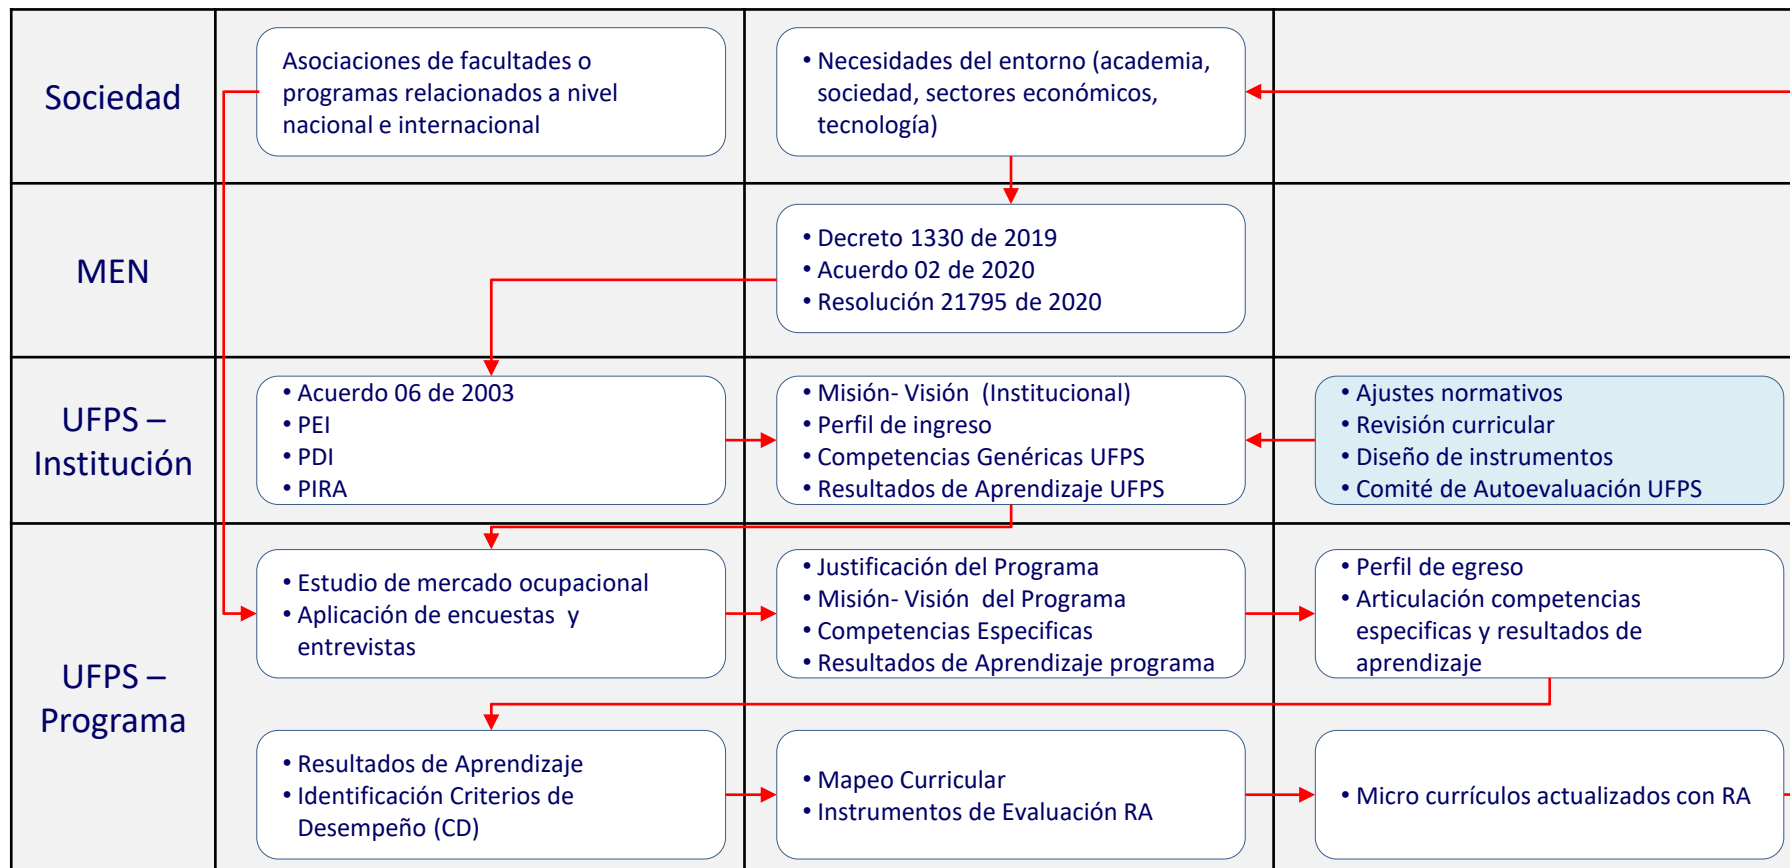 Sociedad
Asociaciones de facultades o
programas relacionados a nivel
nacional e internacional
• Necesidades del entorno (academia,
sociedad, sectores económicos,
tecnología)
MEN
• Decreto 1330 de 2019
• Acuerdo 02 de 2020
• Resolución 21795 de 2020
UFPS –
Institución
• Acuerdo 06 de 2003
• PEI
• PDI
• PIRA
• Misión- Visión (Institucional)
• Perfil de ingreso
• Competencias Genéricas UFPS
• Resultados de Aprendizaje UFPS
• Ajustes normativos
• Revisión curricular
• Diseño de instrumentos
• Comité de Autoevaluación UFPS
UFPS –
Programa
• Estudio de mercado ocupacional
• Aplicación de encuestas y
entrevistas
• Justificación del Programa
• Misión- Visión del Programa
• Competencias Especificas
• Resultados de Aprendizaje programa
• Perfil de egreso
• Articulación competencias
especificas y resultados de
aprendizaje
• Resultados de Aprendizaje
• Identificación Criterios de
Desempeño (CD)
• Mapeo Curricular
• Instrumentos de Evaluación RA
• Micro currículos actualizados con RA